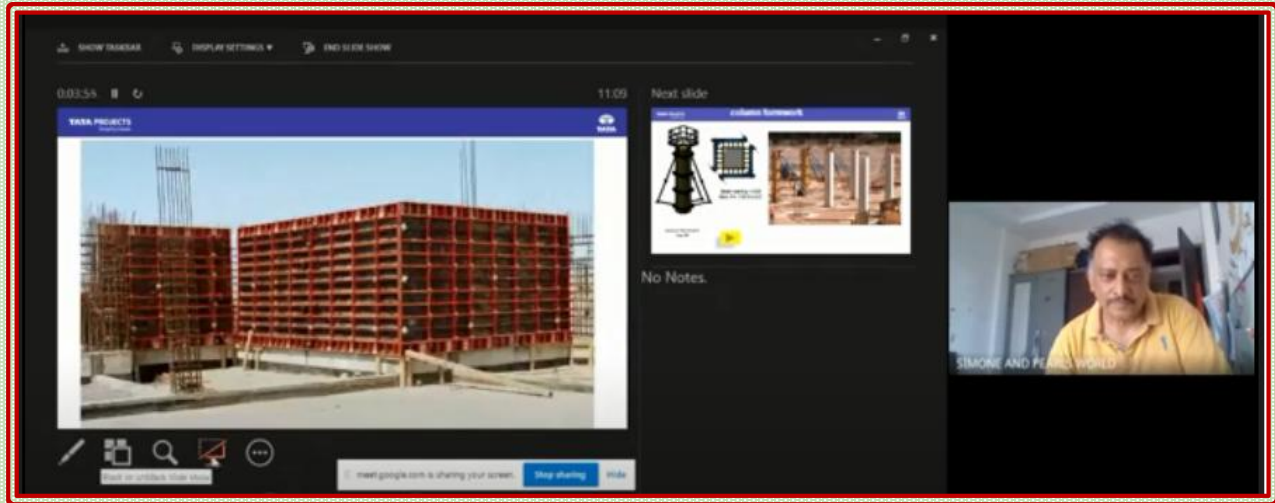 SHOW TASKBAR
DISPLAY SETTINGS ▼
END SLIDE SHOW
0:03:54
11:09
Next slide
TATA PROJECTS
TATA
column formwork
No Notes.
SIMONE AND PEARLS WORLD
meet.google.com is sharing your screen.
Stop sharing
Hide